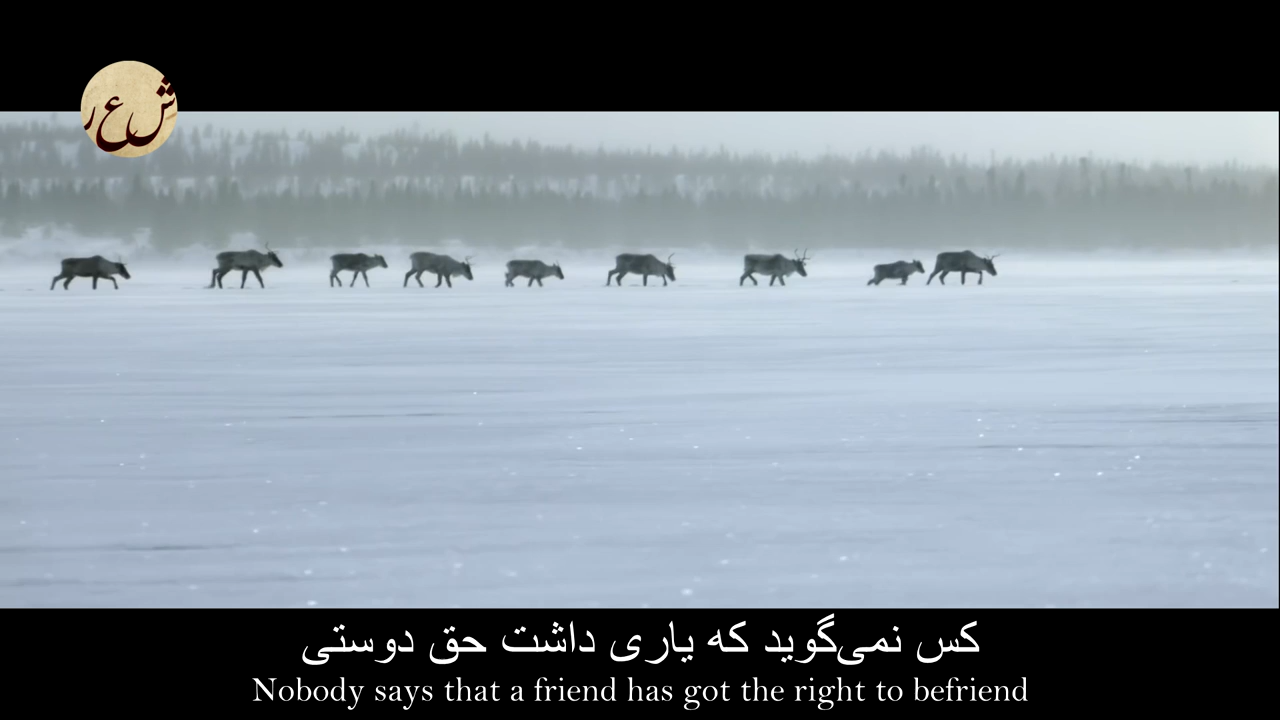 ش ع ر
کس نمی‌گوید که یاری داشت حق دوستی
Nobody says that a friend has got the right to befriend